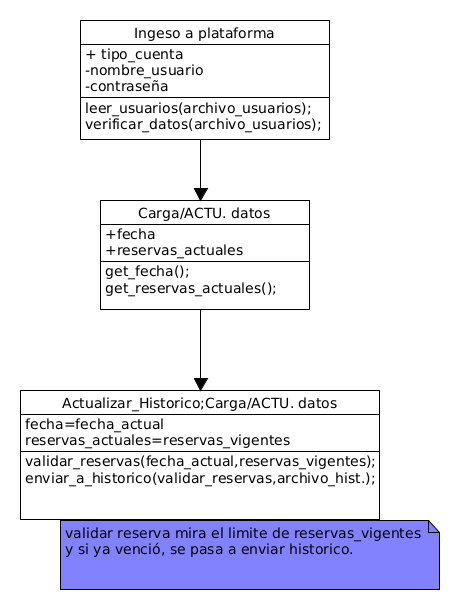 Ingeso a plataforma
+ tipo_cuenta
-nombre_usuario
-contraseña
leer_usuarios(archivo_usuarios);
verificar_datos(archivo_usuarios);
Carga/ACTU. datos
+fecha
+reservas_actuales
get_fecha();
get_reservas_actuales();
Actualizar_Historico;Carga/ACTU. datos
fecha=fecha_actual
reservas_actuales=reservas_vigentes
validar_reservas(fecha_actual,reservas_vigentes);
enviar_a_historico(validar_reservas,archivo_hist.);
validar reserva mira el limite de reservas_vigentes
y si ya venció, se pasa a enviar historico.